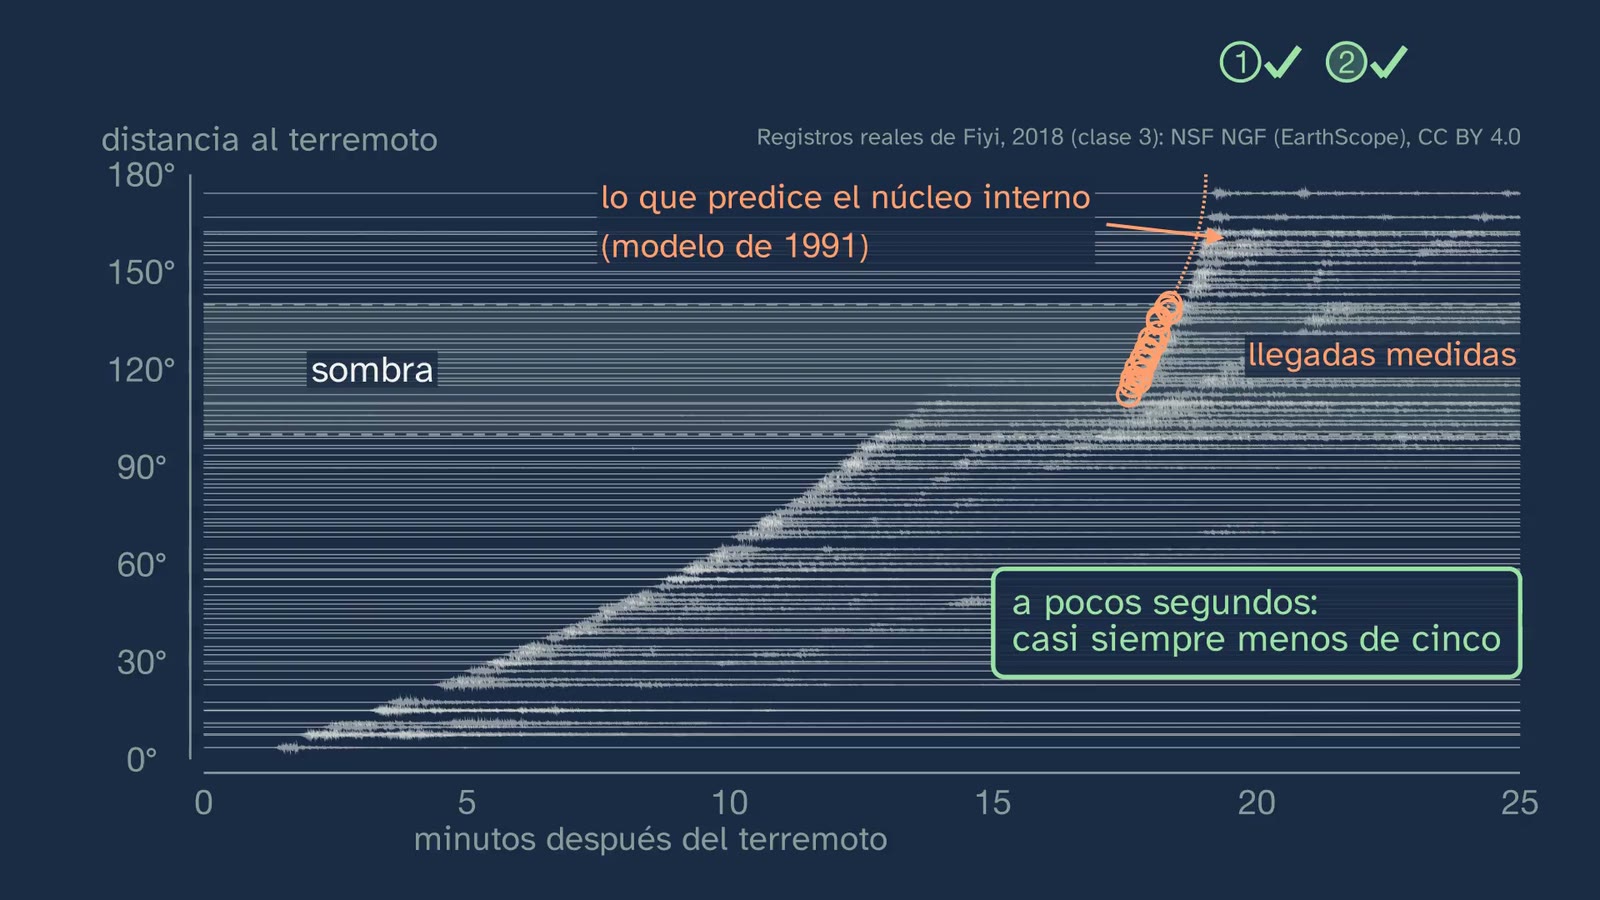 1 2
distancia al terremoto
Registros reales de Fiyi, 2018 (clase 3): NSF NGF (EarthScope), CC BY 4.0
180°
lo que predice el núcleo interno
(modelo de 1991)
150°
llegadas medidas
120°
sombra
90°
60°
a pocos segundos:
casi siempre menos de cinco
30°
0°
0 5 10 15 20 25
minutos después del terremoto